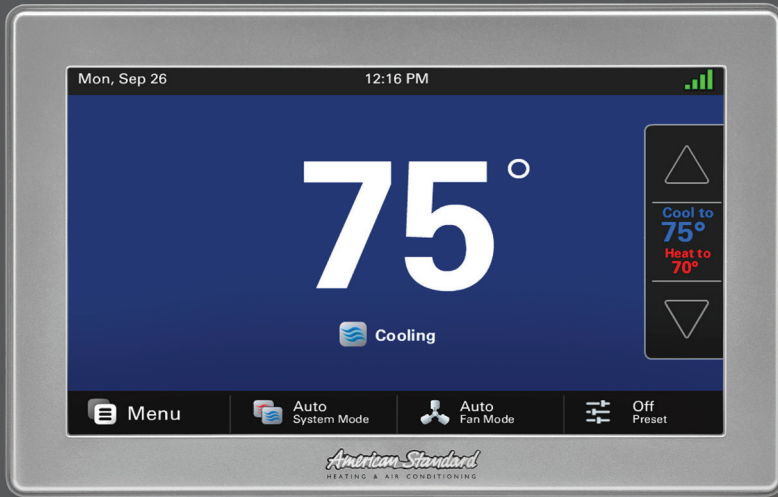 Mon, Sep 26 12:16 PM
75°
Cooling
Cool to
75°
Heat to
70°
Menu
Auto
System Mode
Auto
Fan Mode
Off
Preset
American Standard
HEATING & AIR CONDITIONING